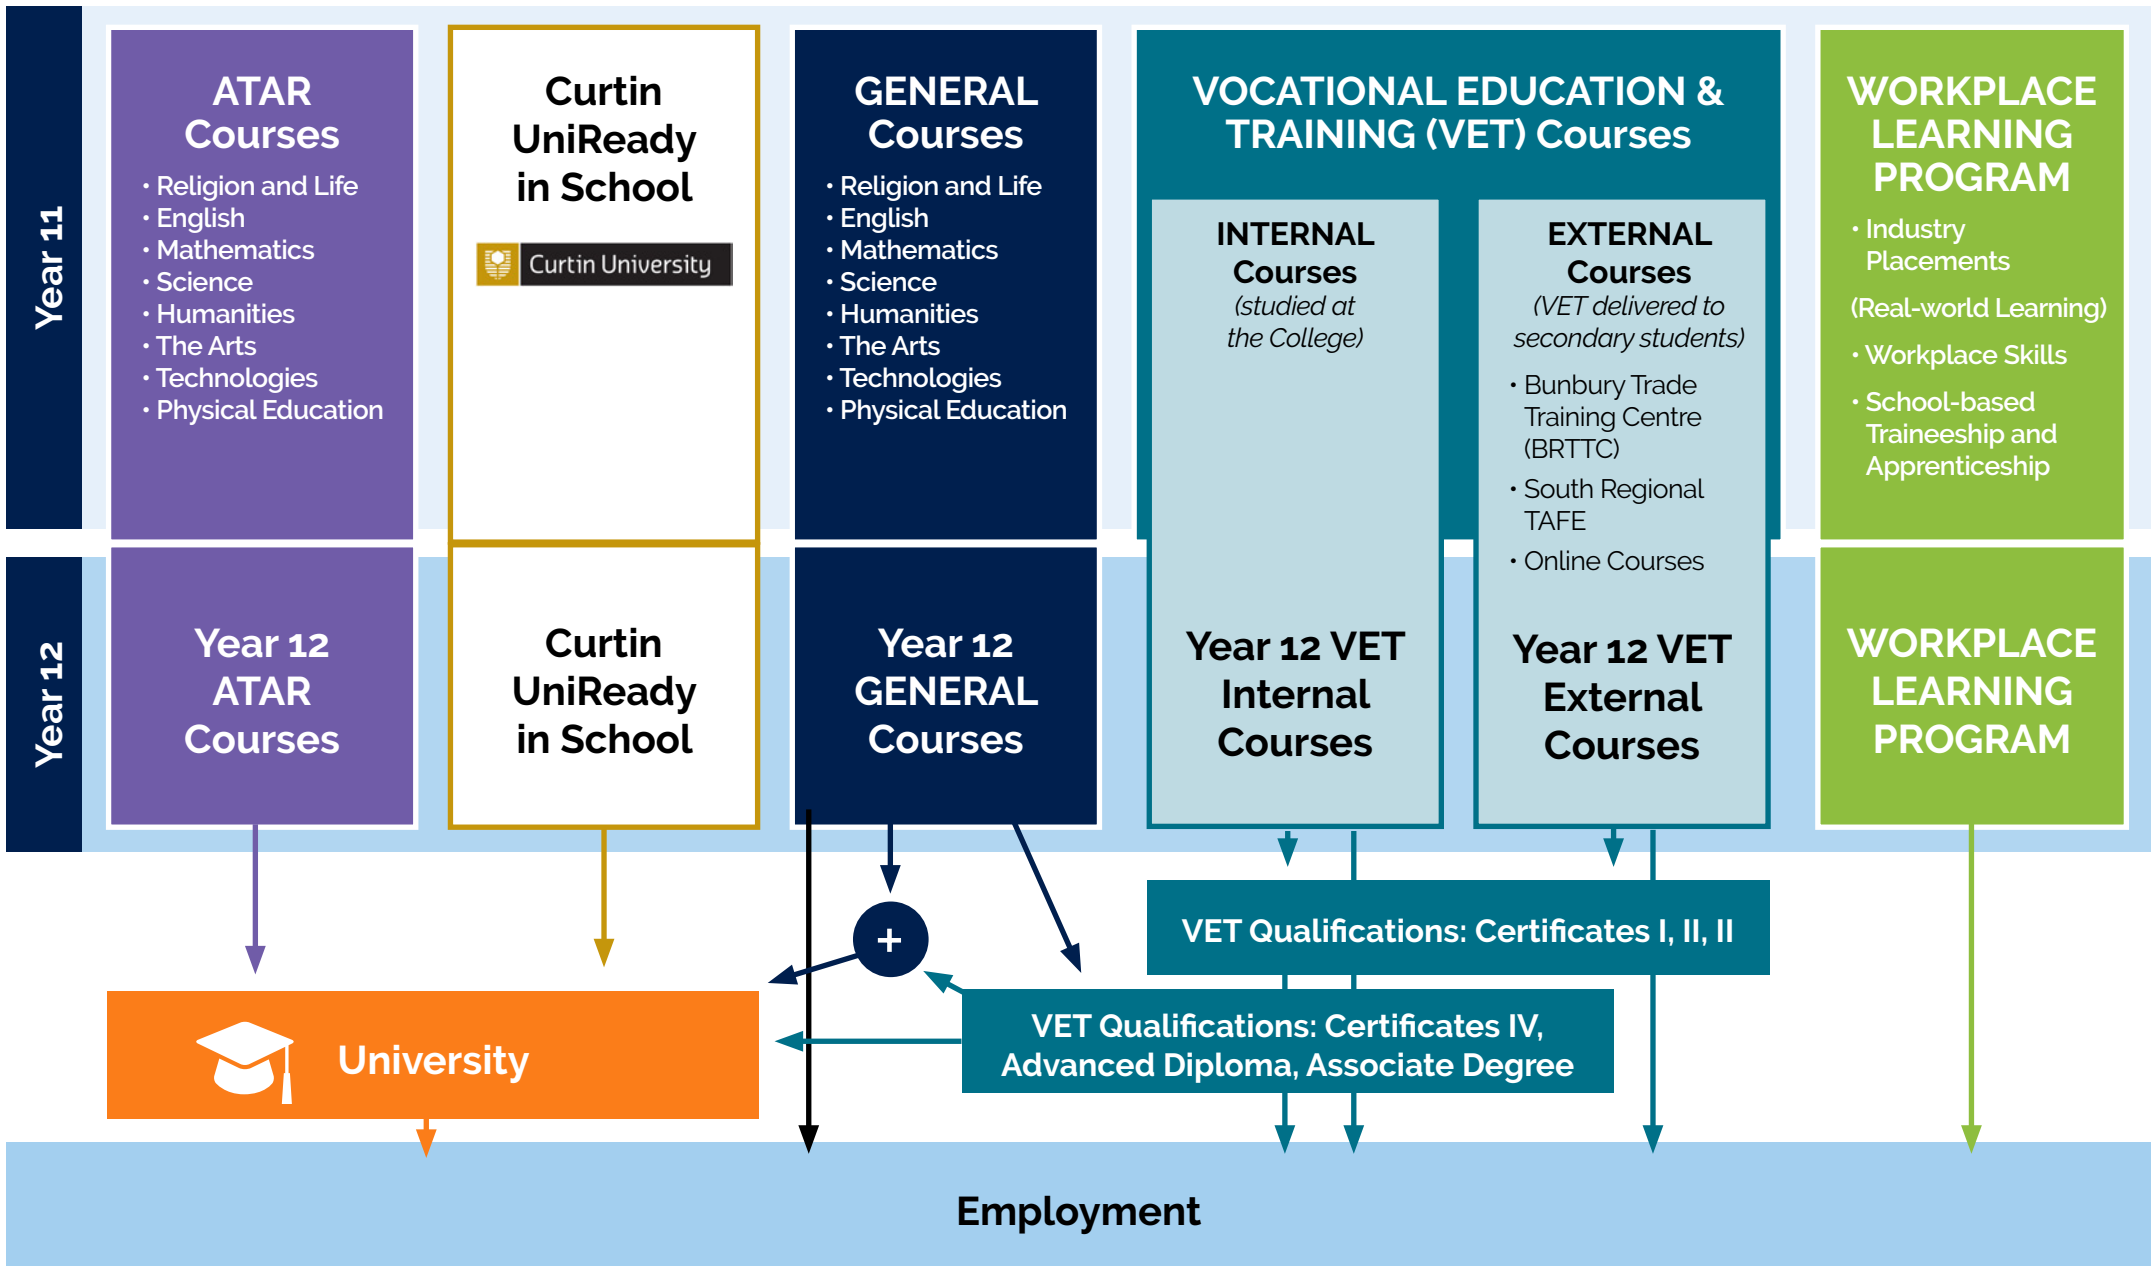 Year 11
ATAR
Courses
• Religion and Life
• English
• Mathematics
• Science
• Humanities
• The Arts
• Technologies
• Physical Education
Curtin
UniReady
in School
Curtin University
GENERAL
Courses
• Religion and Life
• English
• Mathematics
• Science
• Humanities
• The Arts
• Technologies
• Physical Education
VOCATIONAL EDUCATION &
TRAINING (VET) Courses
INTERNAL
Courses
(studied at
the College)
EXTERNAL
Courses
(VET delivered to
secondary students)
• Bunbury Trade
Training Centre
(BRTTC)
• South Regional
TAFE
• Online Courses
WORKPLACE
LEARNING
PROGRAM
• Industry
Placements
(Real-world Learning)
• Workplace Skills
• School-based
Traineeship and
Apprenticeship
Year 12
Year 12
ATAR
Courses
Curtin
UniReady
in School
Year 12
GENERAL
Courses
Year 12 VET
Internal
Courses
Year 12 VET
External
Courses
WORKPLACE
LEARNING
PROGRAM
+
VET Qualifications: Certificates I, II, II
VET Qualifications: Certificates IV,
Advanced Diploma, Associate Degree
University
Employment